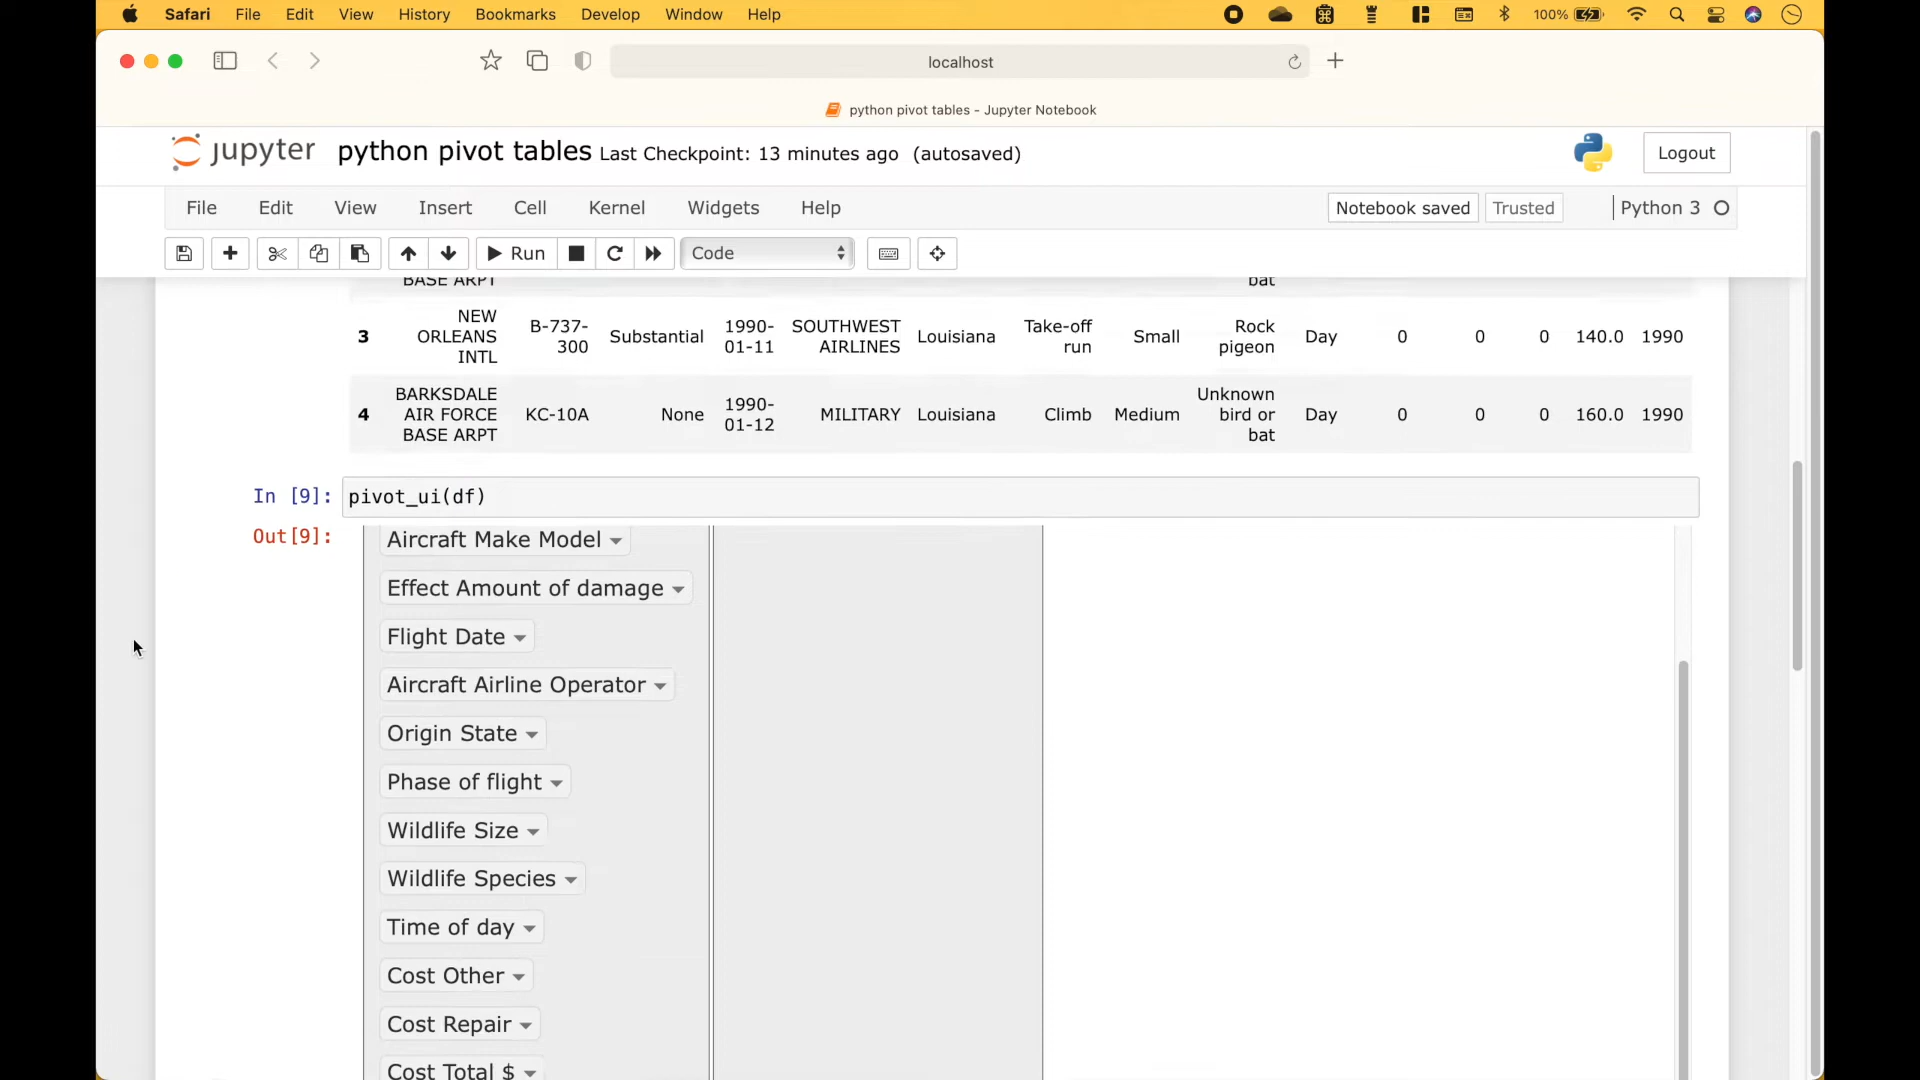 Safari File Edit View History Bookmarks Develop Window Help 100%
localhost
python pivot tables - Jupyter Notebook
jupyter python pivot tables Last Checkpoint: 13 minutes ago (autosaved) Logout
File Edit View Insert Cell Kernel Widgets Help Notebook saved Trusted Python 3
Run Code
BASE ARPT bat
3 NEW ORLEANS INTL B-737-300 Substantial 1990-01-11 SOUTHWEST AIRLINES Louisiana Take-off run Small Rock pigeon Day 0 0 0 140.0 1990
4 BARKSDALE AIR FORCE BASE ARPT KC-10A None 1990-01-12 MILITARY Louisiana Climb Medium Unknown bird or bat Day 0 0 0 160.0 1990
In [9]: pivot_ui(df)
Out[9]:
Aircraft Make Model
Effect Amount of damage
Flight Date
Aircraft Airline Operator
Origin State
Phase of flight
Wildlife Size
Wildlife Species
Time of day
Cost Other
Cost Repair
Cost Total $